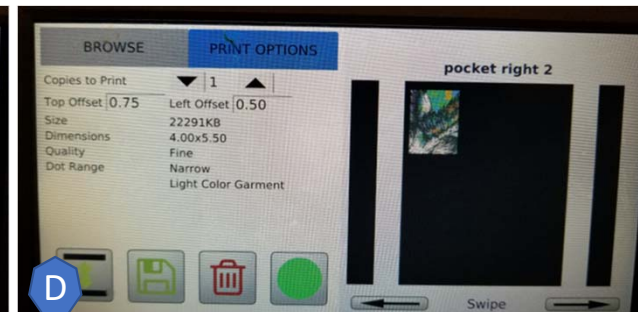 BROWSE PRINT OPTIONS
Copies to Print 1
Top Offset 0.75 Left Offset 0.50
Size 22291KB
Dimensions 4.00x5.50
Quality Fine
Dot Range Narrow
Light Color Garment
pocket right 2
Swipe
D